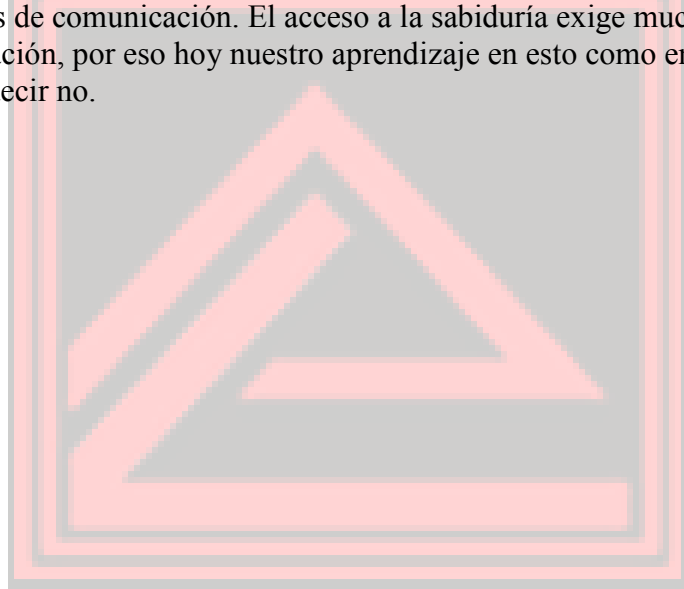 s de comunicación. El acceso a la sabiduría exige muc
ción, por eso hoy nuestro aprendizaje en esto como en
ecir no.